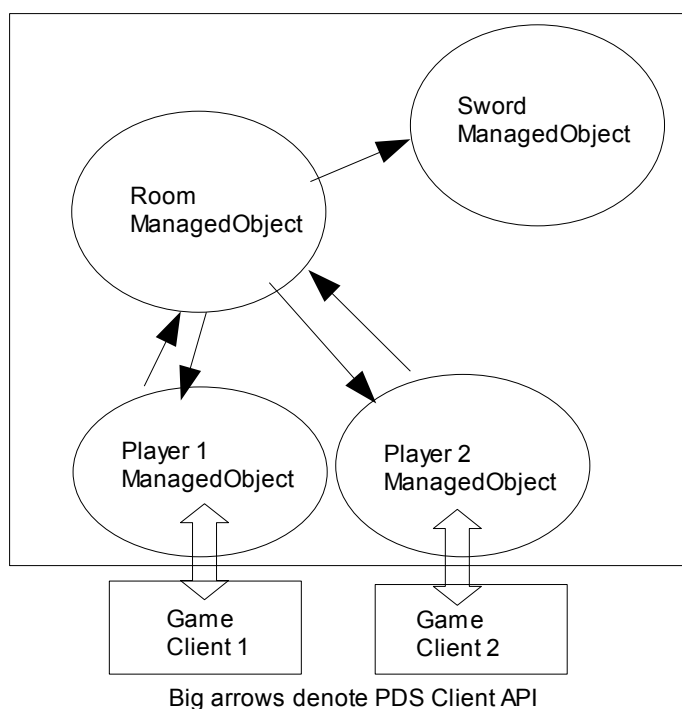 Sword
ManagedObject
Room
ManagedObject
Player 1
ManagedObject
Player 2
ManagedObject
Game
Client 1
Game
Client 2
Big arrows denote PDS Client API